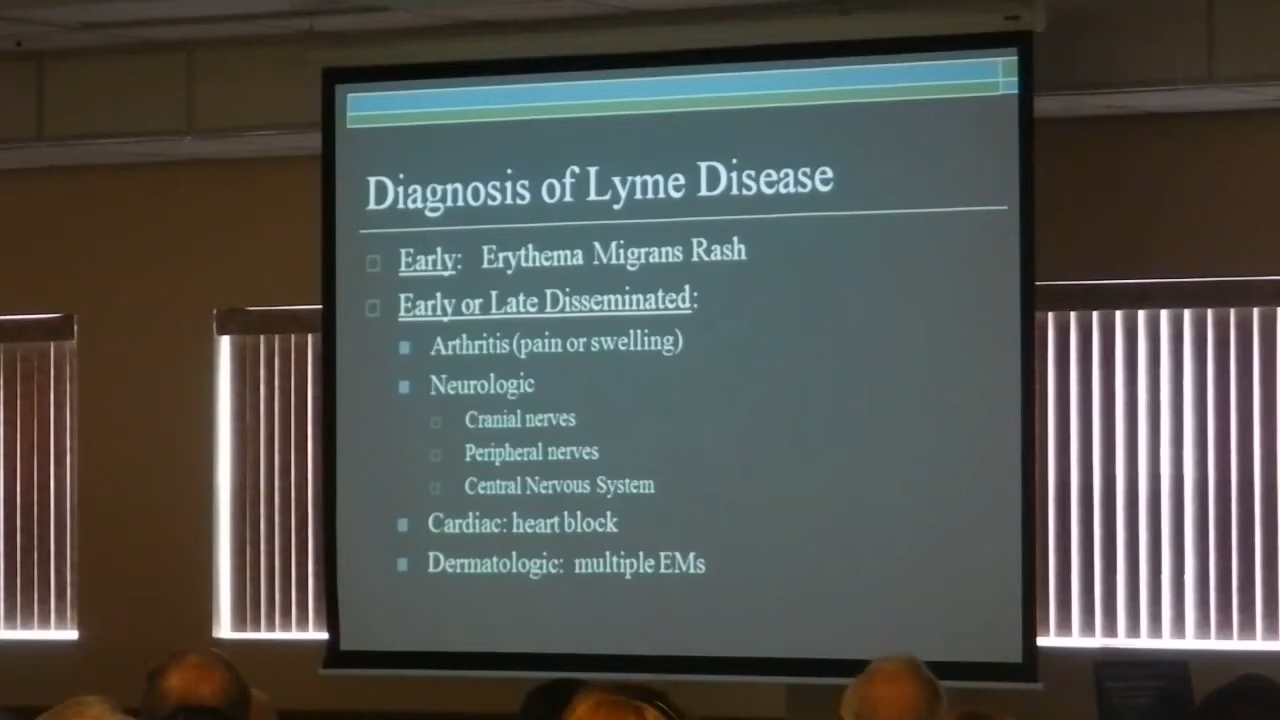 Diagnosis of Lyme Disease
Early: Erythema Migrans Rash
Early or Late Disseminated:
Arthritis (pain or swelling)
Neurologic
Cranial nerves
Peripheral nerves
Central Nervous System
Cardiac: heart block
Dermatologic: multiple EMs